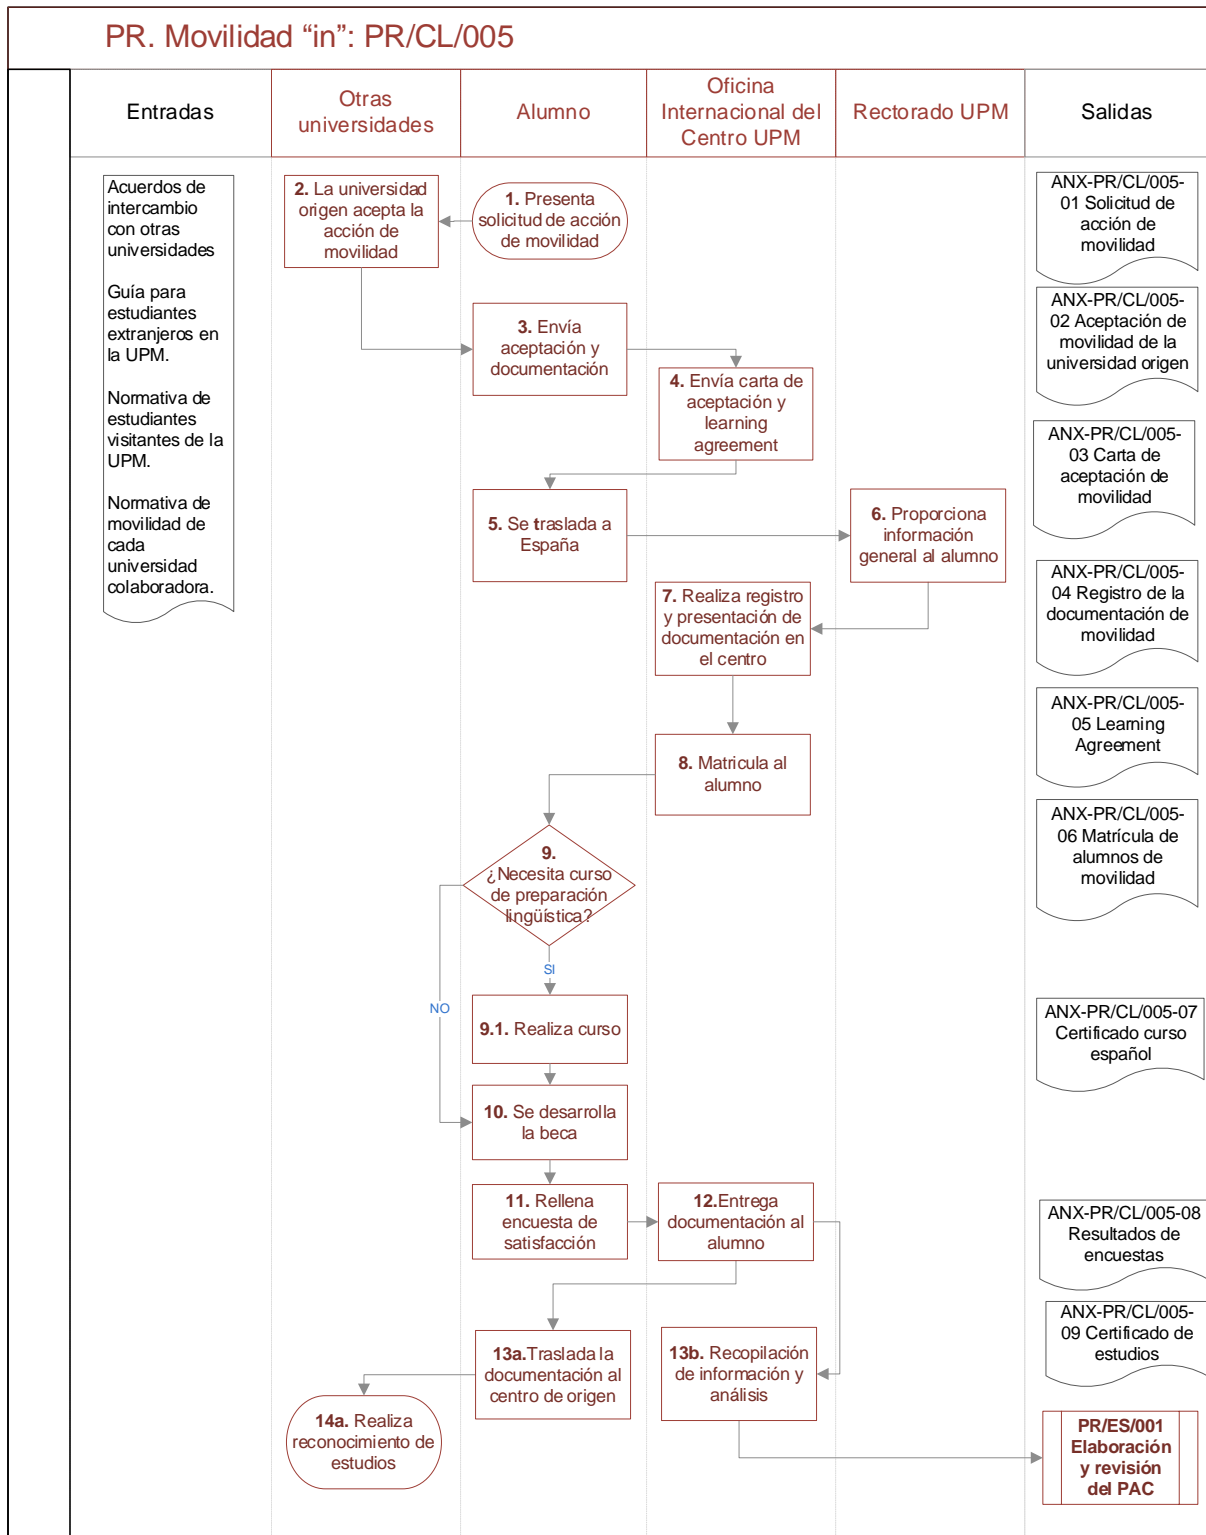 PR. Movilidad “in”: PR/CL/005
Entradas
Otras
universidades
Alumno
Oficina
Internacional del
Centro UPM
Rectorado UPM
Salidas
Acuerdos de
intercambio
con otras
universidades
Guía para
estudiantes
extranjeros en
la UPM.
Normativa de
estudiantes
visitantes de la
UPM.
Normativa de
movilidad de
cada
universidad
colaboradora.
2. La universidad
origen acepta la
acción de
movilidad
1. Presenta
solicitud de acción
de movilidad
3. Envía
aceptación y
documentación
4. Envía carta de
aceptación y
learning
agreement
5. Se traslada a
España
6. Proporciona
información
general al alumno
7. Realiza registro
y presentación de
documentación en
el centro
8. Matricula al
alumno
9.
¿Necesita curso
de preparación
lingüística?
SI
NO
9.1. Realiza curso
10. Se desarrolla
la beca
11. Rellena
encuesta de
satisfacción
12.Entrega
documentación al
alumno
13a.Traslada la
documentación al
centro de origen
13b. Recopilación
de información y
análisis
14a. Realiza
reconocimiento de
estudios
ANX-PR/CL/005-
01 Solicitud de
acción de
movilidad
ANX-PR/CL/005-
02 Aceptación de
movilidad de la
universidad origen
ANX-PR/CL/005-
03 Carta de
aceptación de
movilidad
ANX-PR/CL/005-
04 Registro de la
documentación de
movilidad
ANX-PR/CL/005-
05 Learning
Agreement
ANX-PR/CL/005-
06 Matrícula de
alumnos de
movilidad
ANX-PR/CL/005-07
Certificado curso
español
ANX-PR/CL/005-08
Resultados de
encuestas
ANX-PR/CL/005-
09 Certificado de
estudios
PR/ES/001
Elaboración
y revisión
del PAC